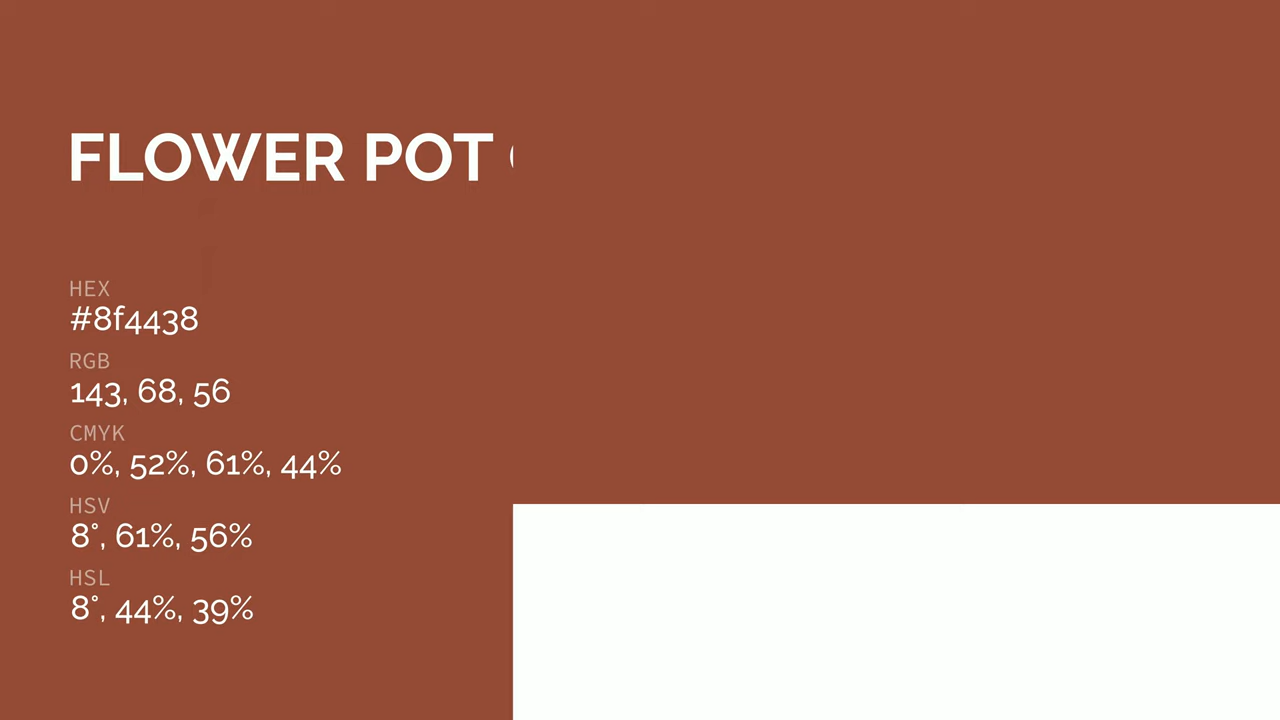 FLOWER POT
HEX
#8f4438
RGB
143, 68, 56
CMYK
0%, 52%, 61%, 44%
HSV
8°, 61%, 56%
HSL
8°, 44%, 39%